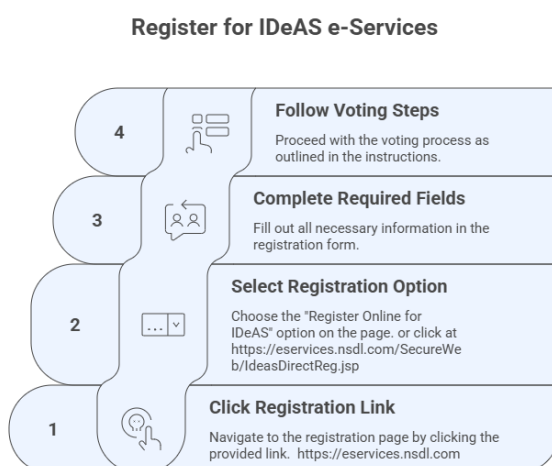 Register for IDeAS e-Services
4
Follow Voting Steps
Proceed with the voting process as
outlined in the instructions.
3
Complete Required Fields
Fill out all necessary information in the
registration form.
2
Select Registration Option
Choose the "Register Online for
IDeAS" option on the page. or click at
https://eservices.nsdl.com/SecureWe
b/IdeasDirectReg.jsp
1
Click Registration Link
Navigate to the registration page by clicking the
provided link. https://eservices.nsdl.com